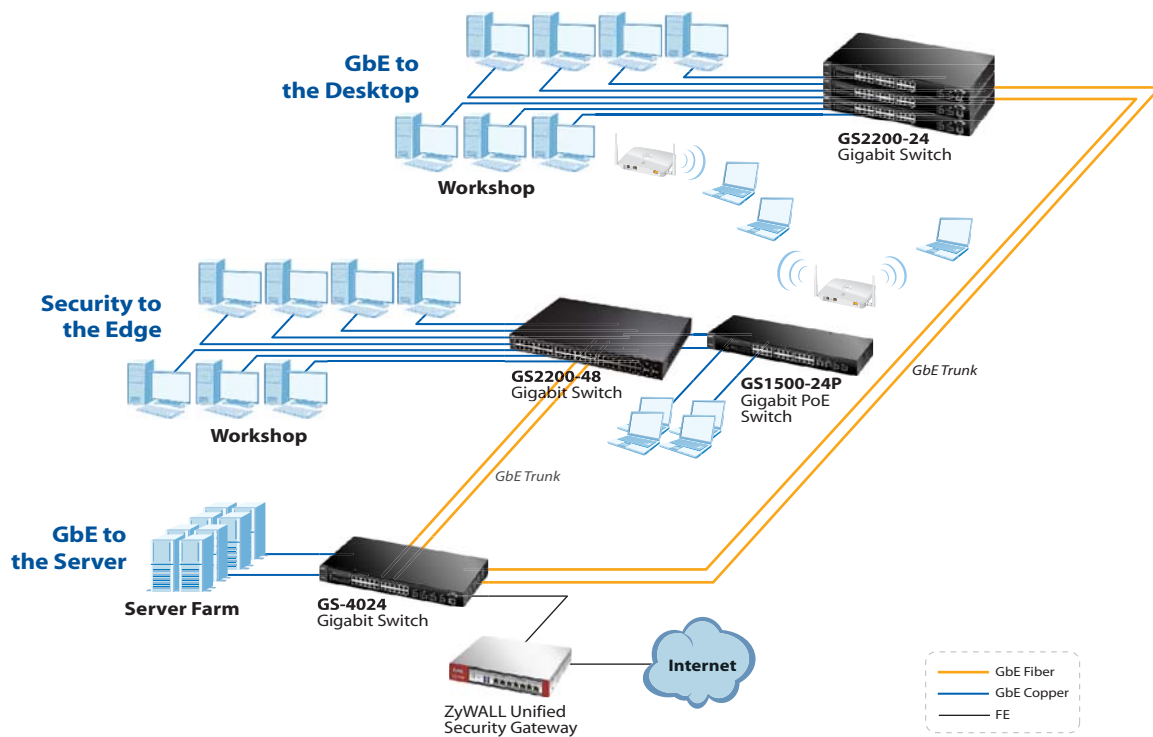 GbE to
the Desktop
Workshop
GS2200-24
Gigabit Switch
Security to
the Edge
Workshop
GS2200-48
Gigabit Switch
GS1500-24P
Gigabit PoE
Switch
GbE Trunk
GbE Trunk
GbE to
the Server
Server Farm
GS-4024
Gigabit Switch
Internet
ZyWALL Unified
Security Gateway
GbE Fiber
GbE Copper
FE